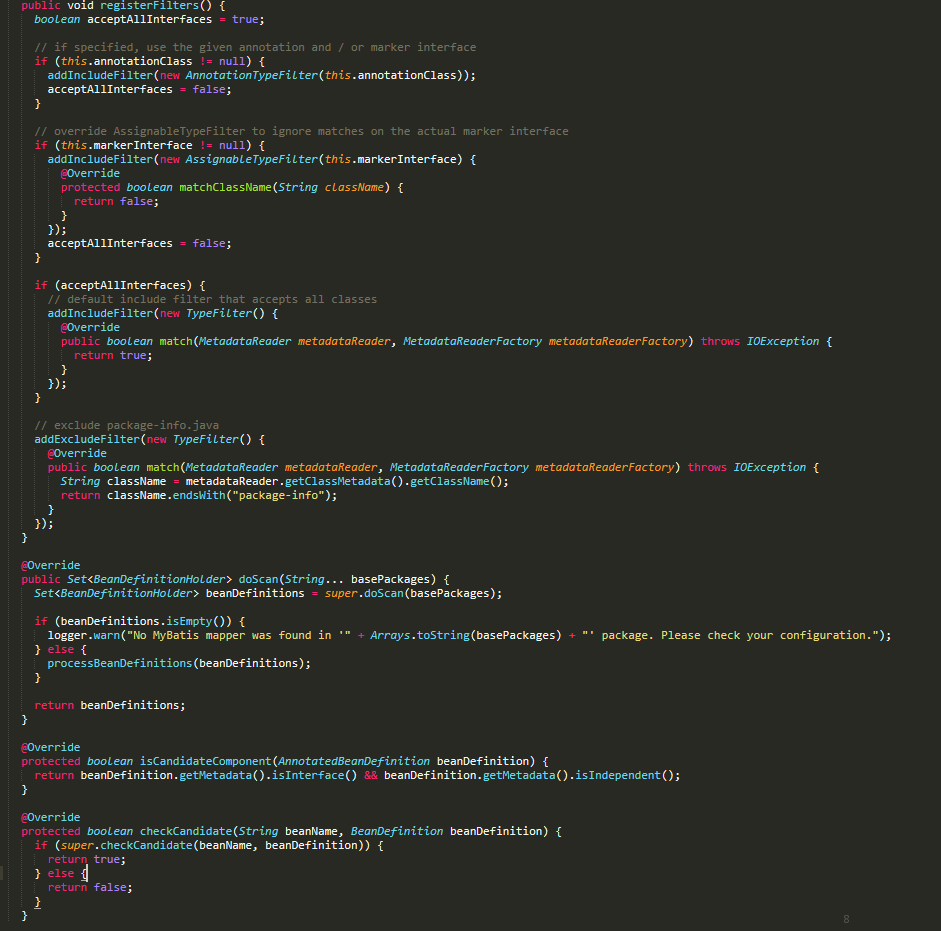 public void registerFilters() {
  boolean acceptAllInterfaces = true;

  // if specified, use the given annotation and / or marker interface
  if (this.annotationClass != null) {
    addIncludeFilter(new AnnotationTypeFilter(this.annotationClass));
    acceptAllInterfaces = false;
  }

  // override AssignableTypeFilter to ignore matches on the actual marker interface
  if (this.markerInterface != null) {
    addIncludeFilter(new AssignableTypeFilter(this.markerInterface) {
      @Override
      protected boolean matchClassName(String className) {
        return false;
      }
    });
    acceptAllInterfaces = false;
  }

  if (acceptAllInterfaces) {
    // default include filter that accepts all classes
    addIncludeFilter(new TypeFilter() {
      @Override
      public boolean match(MetadataReader metadataReader, MetadataReaderFactory metadataReaderFactory) throws IOException {
        return true;
      }
    });
  }

  // exclude package-info.java
  addExcludeFilter(new TypeFilter() {
    @Override
    public boolean match(MetadataReader metadataReader, MetadataReaderFactory metadataReaderFactory) throws IOException {
      String className = metadataReader.getClassMetadata().getClassName();
      return className.endsWith("package-info");
    }
  });
}

@Override
public Set<BeanDefinitionHolder> doScan(String... basePackages) {
  Set<BeanDefinitionHolder> beanDefinitions = super.doScan(basePackages);

  if (beanDefinitions.isEmpty()) {
    logger.warn("No MyBatis mapper was found in '" + Arrays.toString(basePackages) + "' package. Please check your configuration.");
  } else {
    processBeanDefinitions(beanDefinitions);
  }

  return beanDefinitions;
}

@Override
protected boolean isCandidateComponent(AnnotatedBeanDefinition beanDefinition) {
  return beanDefinition.getMetadata().isInterface() && beanDefinition.getMetadata().isIndependent();
}

@Override
protected boolean checkCandidate(String beanName, BeanDefinition beanDefinition) {
  if (super.checkCandidate(beanName, beanDefinition)) {
    return true;
  } else {
    return false;
  }
}
8